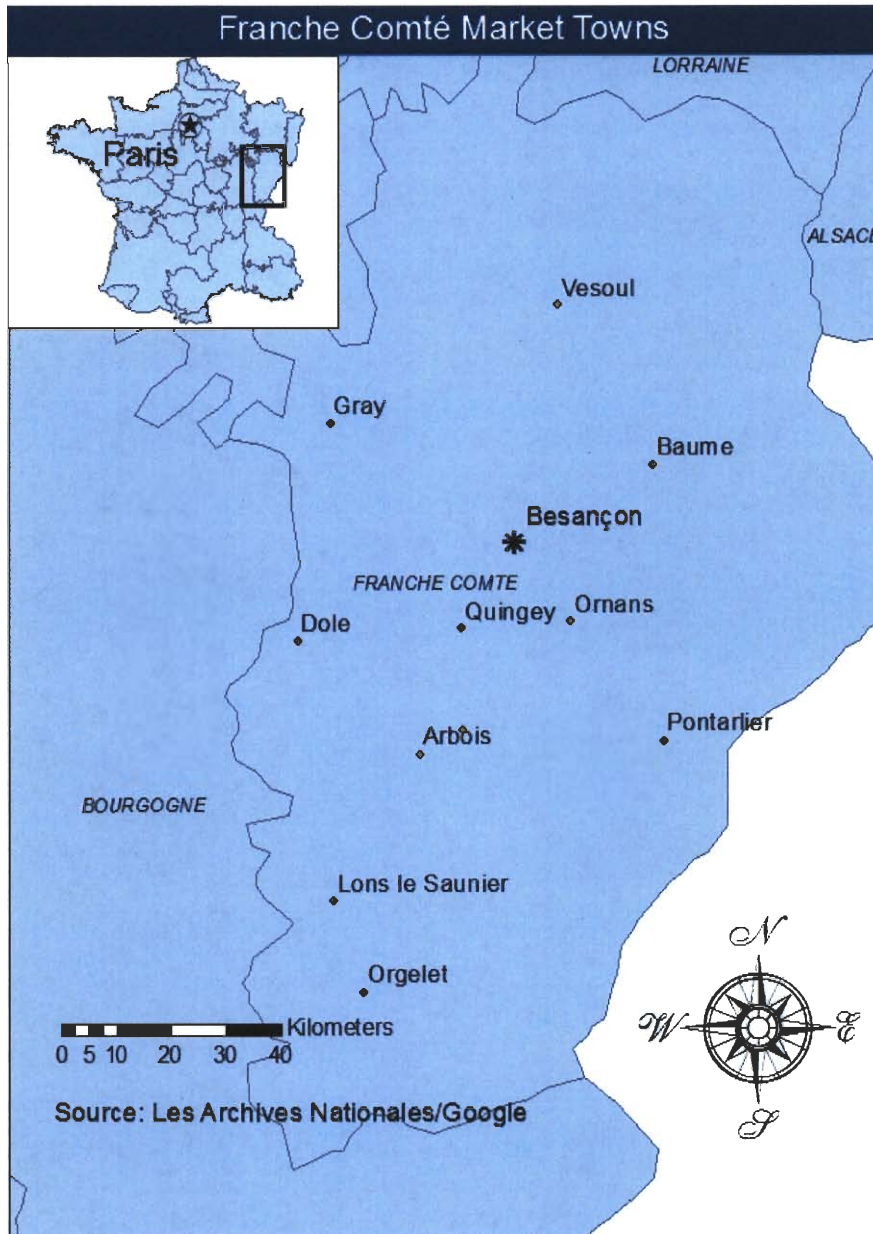 Franche Comté Market Towns
LORRAINE
Paris
ALSACE
Vesoul
Gray
Baume
Besançon
FRANCHE COMTE
Quingey
Ornans
Dole
Arbois
Pontarlier
BOURGOGNE
Lons le Saunier
Orgelet
N
W
E
S
Kilometers
0 5 10 20 30 40
Source: Les Archives Nationales/Google